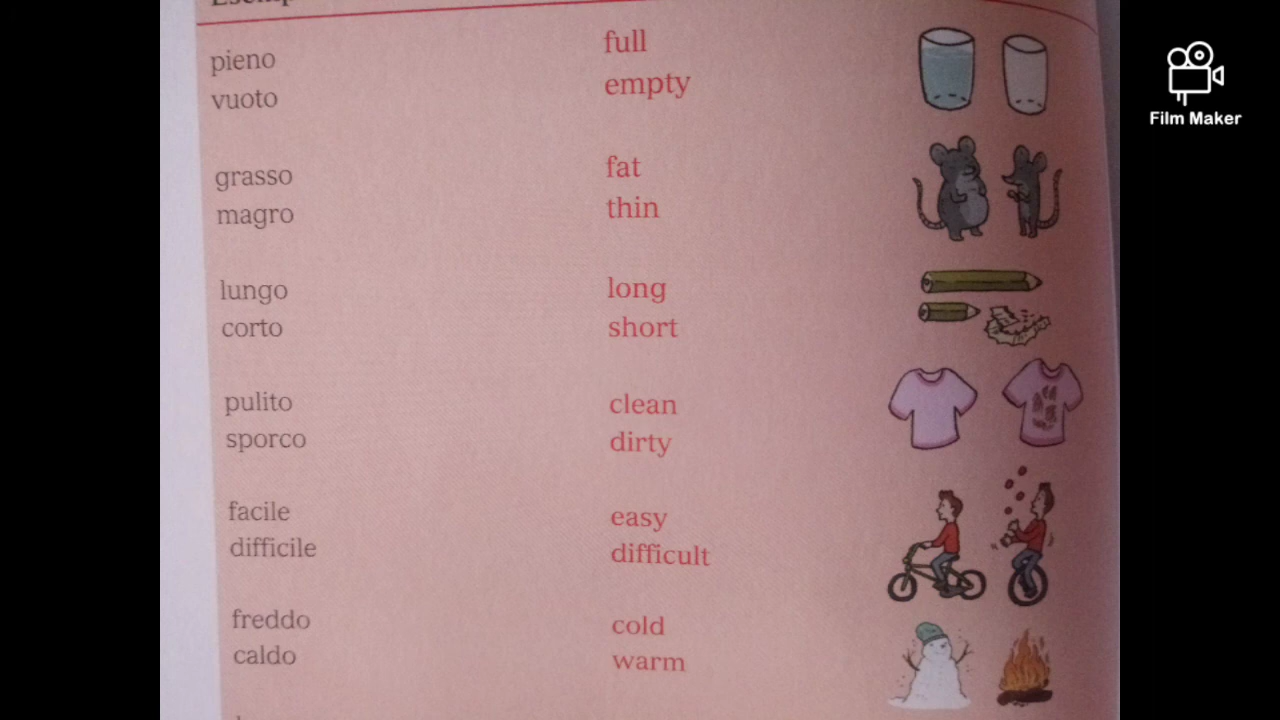 pieno full
vuoto empty
grasso fat
magro thin
lungo long
corto short
pulito clean
sporco dirty
facile easy
difficile difficult
freddo cold
caldo warm
Film Maker